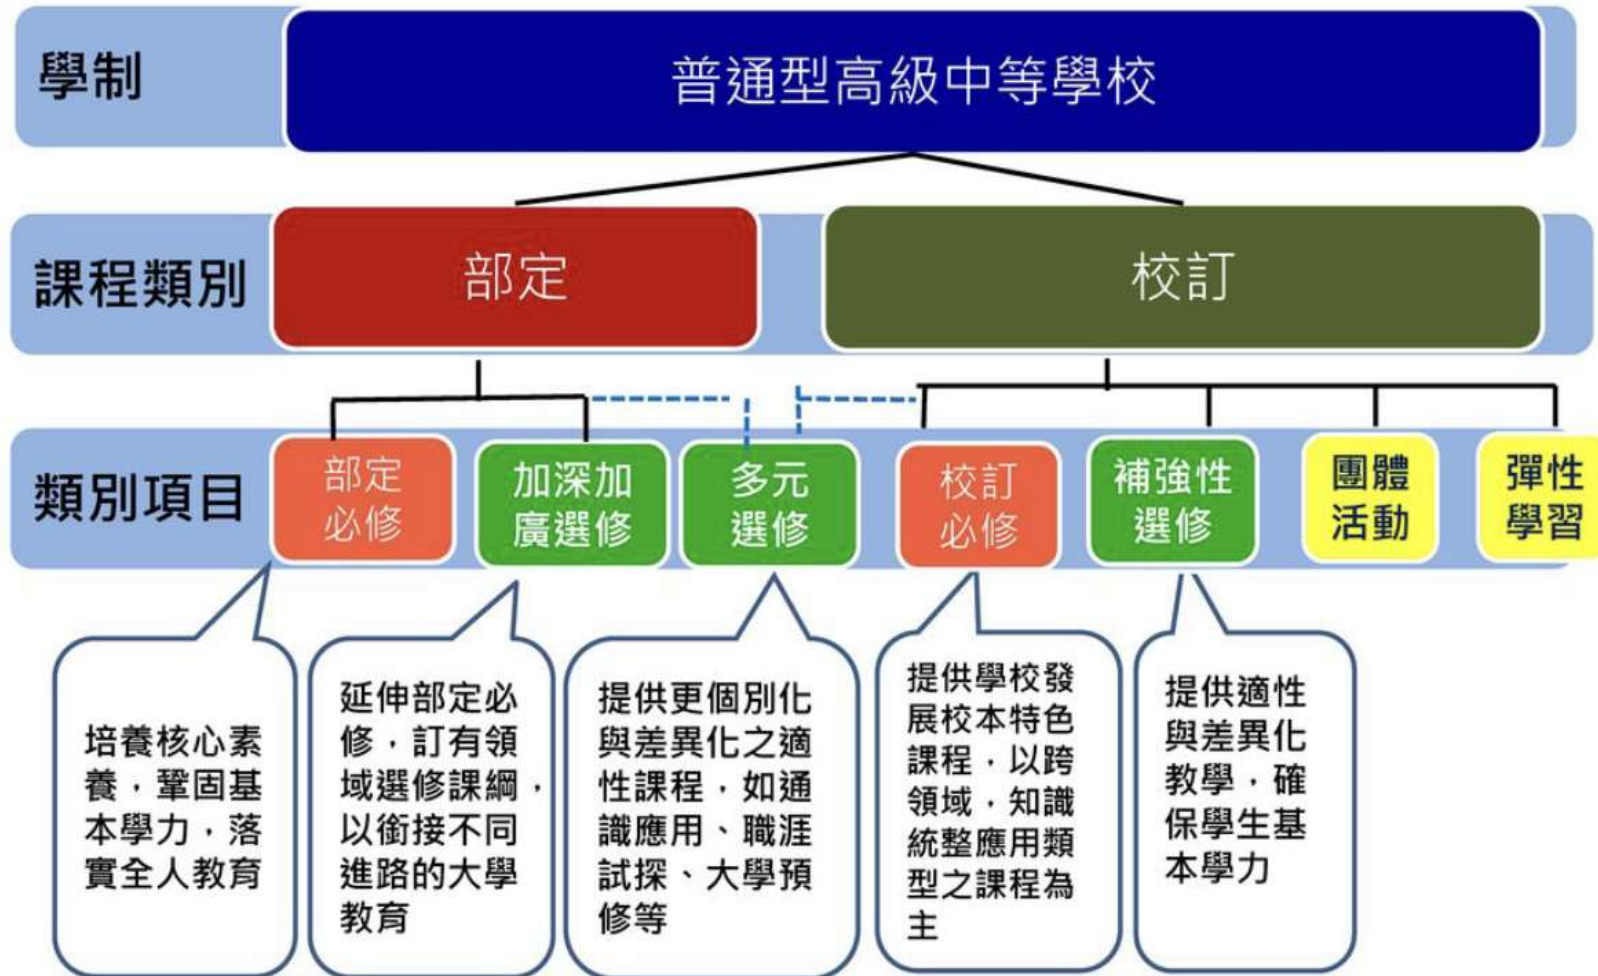 學制
普通型高級中等學校
課程類別
部定
校訂
類別項目
部定
必修
加深加
廣選修
多元
選修
校訂
必修
補強性
選修
團體
活動
彈性
學習
培養核心素
養，鞏固基
本學力，落
實全人教育
延伸部定必
修，訂有領
域選修課綱，
以銜接不同
進路的大學
教育
提供更個別化
與差異化之適
性課程，如通
識應用、職涯
試探、大學預
修等
提供學校發
展校本特色
課程，以跨
領域，知識
統整應用類
型之課程為
主
提供適性
與差異化
教學，確
保學生基
本學力